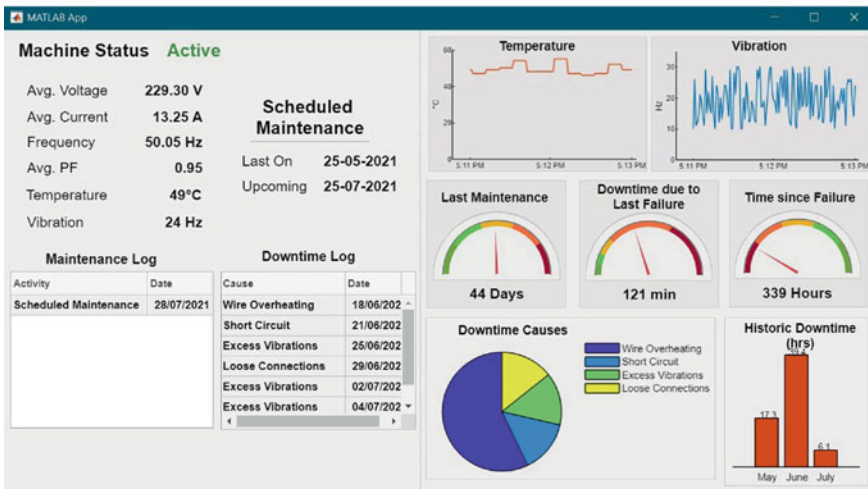 MATLAB App
Machine Status Active
Avg. Voltage 229.30 V
Avg. Current 13.25 A
Frequency 50.05 Hz
Avg. PF 0.95
Temperature 49°C
Vibration 24 Hz
Scheduled
Maintenance
Last On 25-05-2021
Upcoming 25-07-2021
Maintenance Log
Activity Date
Scheduled Maintenance 28/07/2021
Downtime Log
Cause Date
Wire Overheating 18/06/202
Short Circuit 21/06/202
Excess Vibrations 25/06/202
Loose Connections 29/06/202
Excess Vibrations 02/07/202
Excess Vibrations 04/07/202
Temperature
60
40
20
0
°C
5:11 PM 5:12 PM 5:13 PM
Vibration
30
20
10
Hz
5:11 PM 5:12 PM 5:13 PM
Last Maintenance
44 Days
Downtime due to
Last Failure
121 min
Time since Failure
339 Hours
Downtime Causes
Wire Overheating
Short Circuit
Excess Vibrations
Loose Connections
Historic Downtime
(hrs)
17.3
6.1
May June July